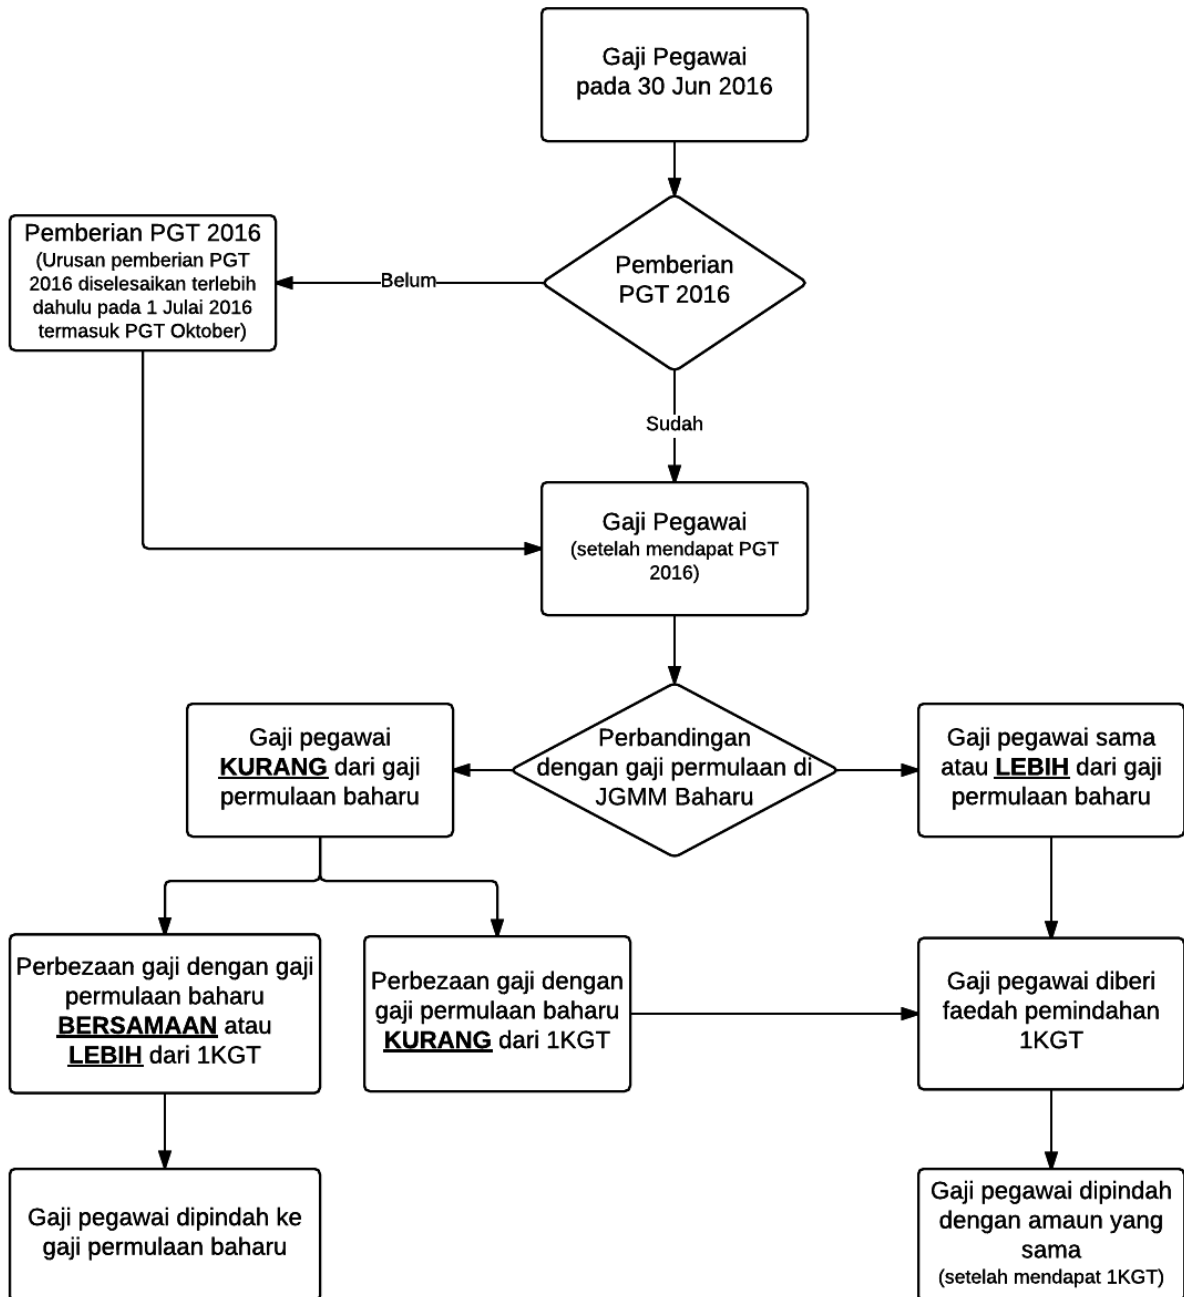 Gaji Pegawai
pada 30 Jun 2016
Pemberian PGT 2016
(Urusan pemberian PGT
2016 diselesaikan terlebih
dahulu pada 1 Julai 2016
termasuk PGT Oktober)
Belum
Pemberian
PGT 2016
Sudah
Gaji Pegawai
(setelah mendapat PGT
2016)
Gaji pegawai
KURANG dari gaji
permulaan baharu
Perbandingan
dengan gaji permulaan di
JGMM Baharu
Gaji pegawai sama
atau LEBIH dari gaji
permulaan baharu
Perbezaan gaji dengan gaji
permulaan baharu
BERSAMAAN atau
LEBIH dari 1KGT
Perbezaan gaji dengan
gaji permulaan baharu
KURANG dari 1KGT
Gaji pegawai diberi
faedah pemindahan
1KGT
Gaji pegawai dipindah ke
gaji permulaan baharu
Gaji pegawai dipindah
dengan amaun yang
sama
(setelah mendapat 1KGT)